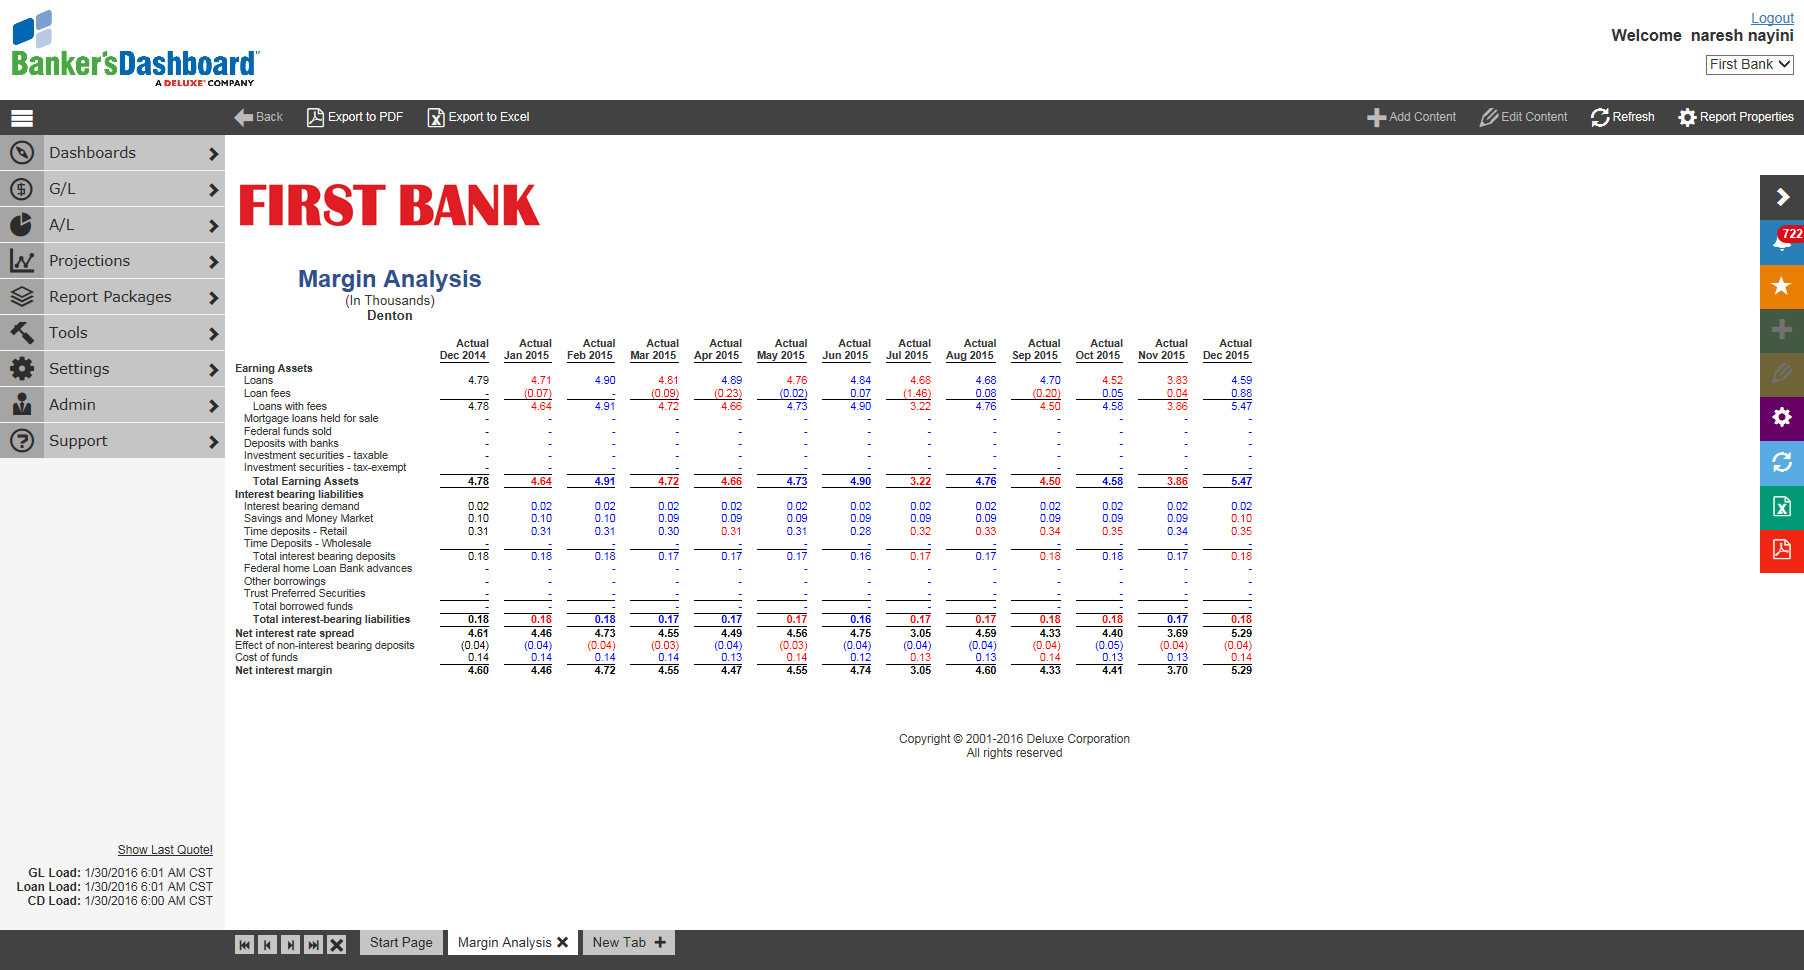 Logout
Banker'sDashboard
A DELUXE COMPANY
Welcome naresh nayini
First Bank
Back Export to PDF Export to Excel Add Content Edit Content Refresh Report Properties
Dashboards
G/L
A/L
Projections
Report Packages
Tools
Settings
Admin
Support
722
FIRST BANK
Margin Analysis
(In Thousands)
Denton
Actual Actual Actual Actual Actual Actual Actual Actual Actual Actual Actual Actual Actual
Dec 2014 Jan 2015 Feb 2015 Mar 2015 Apr 2015 May 2015 Jun 2015 Jul 2015 Aug 2015 Sep 2015 Oct 2015 Nov 2015 Dec 2015
Earning Assets
Loans 4.79 4.71 4.90 4.81 4.89 4.76 4.84 4.68 4.68 4.70 4.52 3.83 4.59
Loan fees - (0.07) - (0.09) (0.23) (0.02) 0.07 (1.46) 0.08 (0.20) 0.05 0.04 0.88
Loans with fees 4.78 4.64 4.91 4.72 4.66 4.73 4.90 3.22 4.76 4.50 4.58 3.86 5.47
Mortgage loans held for sale - - - - - - - - - - - - -
Federal funds sold - - - - - - - - - - - - -
Deposits with banks - - - - - - - - - - - - -
Investment securities - taxable - - - - - - - - - - - - -
Investment securities - tax-exempt - - - - - - - - - - - - -
Total Earning Assets 4.78 4.64 4.91 4.72 4.66 4.73 4.90 3.22 4.76 4.50 4.58 3.86 5.47
Interest bearing liabilities
Interest bearing demand 0.02 0.02 0.02 0.02 0.02 0.02 0.02 0.02 0.02 0.02 0.02 0.02 0.02
Savings and Money Market 0.10 0.10 0.10 0.09 0.09 0.09 0.09 0.09 0.09 0.09 0.09 0.09 0.10
Time deposits - Retail 0.31 0.31 0.31 0.30 0.31 0.31 0.28 0.32 0.33 0.34 0.35 0.34 0.35
Time Deposits - Wholesale - - - - - - - - - - - - -
Total interest bearing deposits 0.18 0.18 0.18 0.17 0.17 0.17 0.16 0.17 0.17 0.18 0.18 0.17 0.18
Federal home Loan Bank advances - - - - - - - - - - - - -
Other borrowings - - - - - - - - - - - - -
Trust Preferred Securities - - - - - - - - - - - - -
Total borrowed funds - - - - - - - - - - - - -
Total interest-bearing liabilities 0.18 0.18 0.18 0.17 0.17 0.17 0.16 0.17 0.17 0.18 0.18 0.17 0.18
Net interest rate spread 4.61 4.46 4.73 4.55 4.49 4.56 4.75 3.05 4.59 4.33 4.40 3.69 5.29
Effect of non-interest bearing deposits (0.04) (0.04) (0.04) (0.03) (0.04) (0.03) (0.04) (0.04) (0.04) (0.04) (0.05) (0.04) (0.04)
Cost of funds 0.14 0.14 0.14 0.14 0.13 0.14 0.12 0.13 0.13 0.14 0.13 0.13 0.14
Net interest margin 4.60 4.46 4.72 4.55 4.47 4.55 4.74 3.05 4.60 4.33 4.41 3.70 5.29
Copyright © 2001-2016 Deluxe Corporation
All rights reserved
Show Last Quote!
GL Load: 1/30/2016 6:01 AM CST
Loan Load: 1/30/2016 6:01 AM CST
CD Load: 1/30/2016 6:00 AM CST
Start Page Margin Analysis New Tab